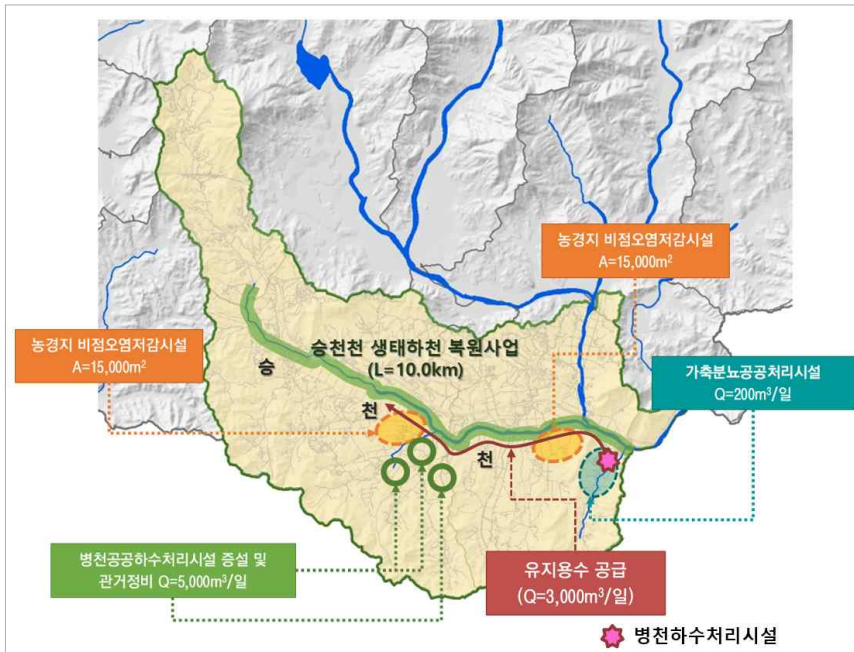 농경지 비점오염저감시설
A=15,000m²
승천천 생태하천 복원사업
(L=10.0km)
농경지 비점오염저감시설
A=15,000m²
승
가축분뇨공공처리시설
Q=200m³/일
천
천
병천공공하수처리시설 증설 및
관거정비 Q=5,000m³/일
유지용수 공급
(Q=3,000m³/일)
병천하수처리시설